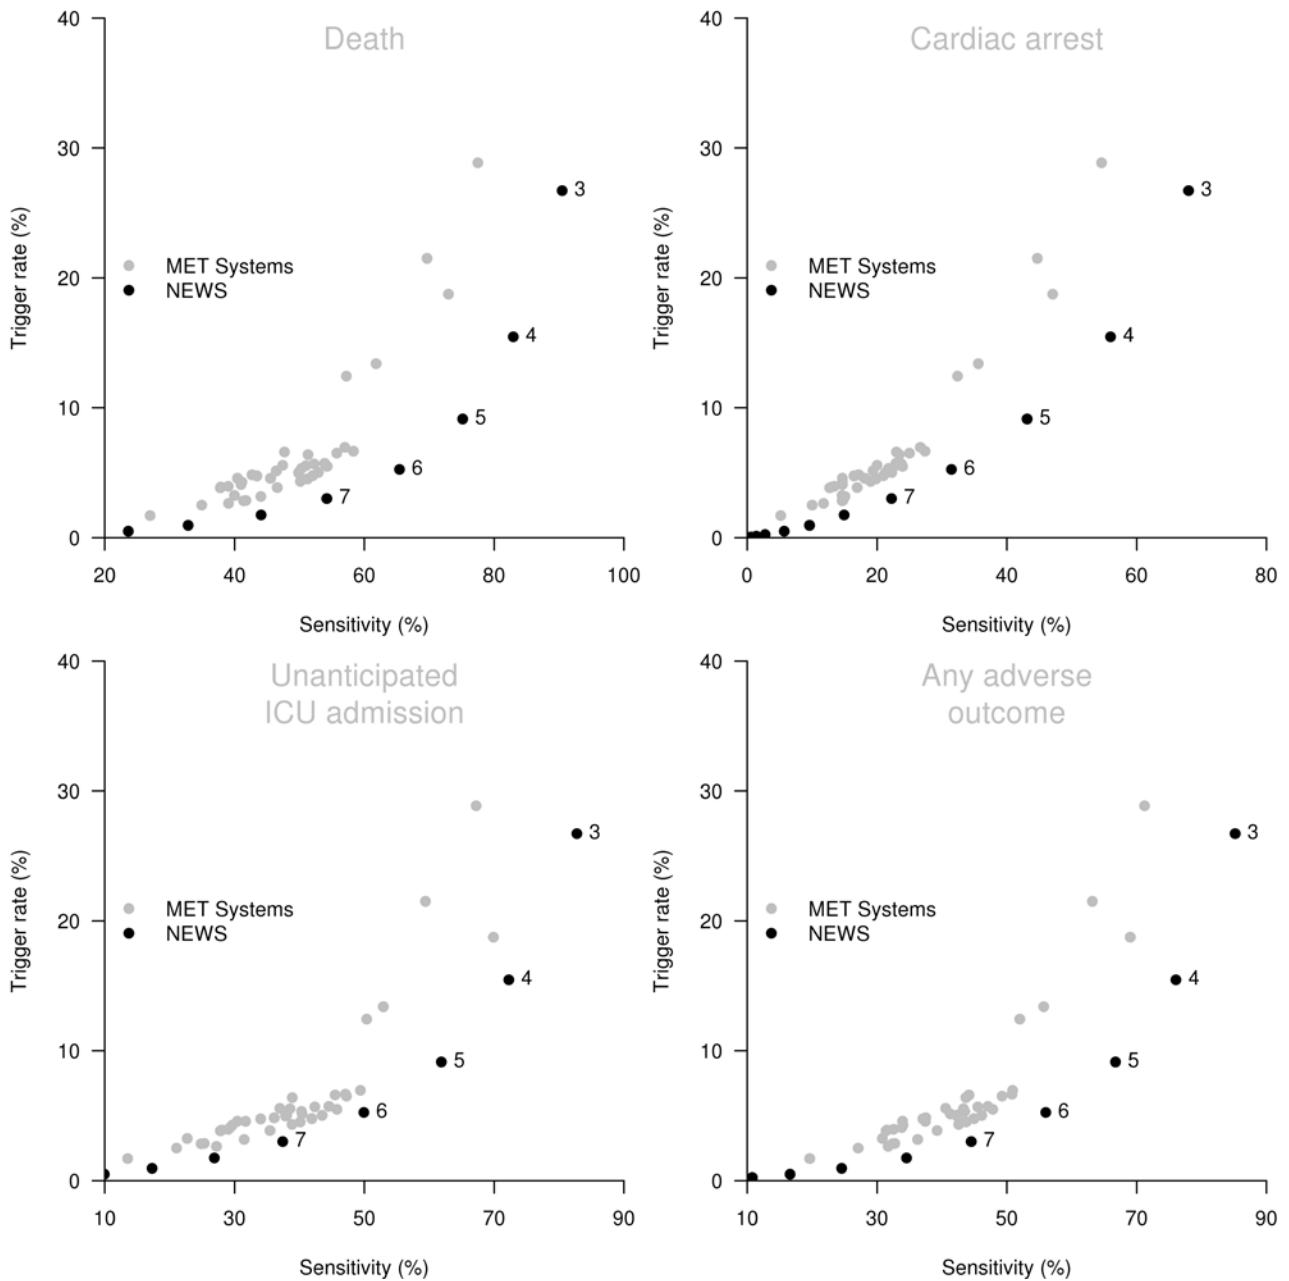 Death
40
30
20
10
0
Trigger rate (%)
MET Systems
NEWS
3
4
5
6
7
20 40 60 80 100
Sensitivity (%)
Cardiac arrest
40
30
20
10
0
Trigger rate (%)
MET Systems
NEWS
3
4
5
6
7
0 20 40 60 80
Sensitivity (%)
Unanticipated
ICU admission
40
30
20
10
0
Trigger rate (%)
MET Systems
NEWS
3
4
5
6
7
10 30 50 70 90
Sensitivity (%)
Any adverse
outcome
40
30
20
10
0
Trigger rate (%)
MET Systems
NEWS
3
4
5
6
7
10 30 50 70 90
Sensitivity (%)